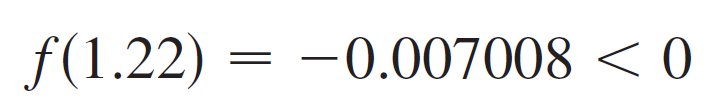 f(1.22) = −0.007008 < 0